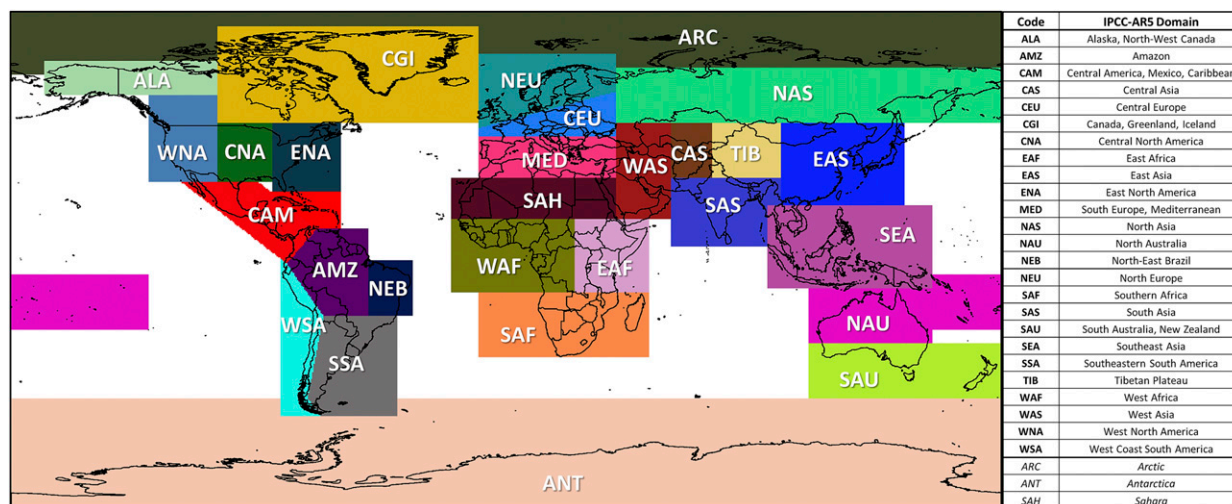 ARC
CGI
ALA
NEU
NAS
CEU
WNA
CNA
ENA
MED
WAS
CAS
TIB
EAS
SAH
CAM
SAS
SEA
WAF
EAF
AMZ
NEB
WSA
SAF
NAU
SSA
SAU
ANT
Code IPCC-AR5 Domain
ALA Alaska, North-West Canada
AMZ Amazon
CAM Central America, Mexico, Caribbean
CAS Central Asia
CEU Central Europe
CGI Canada, Greenland, Iceland
CNA Central North America
EAF East Africa
EAS East Asia
ENA East North America
MED South Europe, Mediterranean
NAS North Asia
NAU North Australia
NEB North-East Brazil
NEU North Europe
SAF Southern Africa
SAS South Asia
SAU South Australia, New Zealand
SEA Southeast Asia
SSA Southeastern South America
TIB Tibetan Plateau
WAF West Africa
WAS West Asia
WNA West North America
WSA West Coast South America
ARC Arctic
ANT Antarctica
SAH Sahara